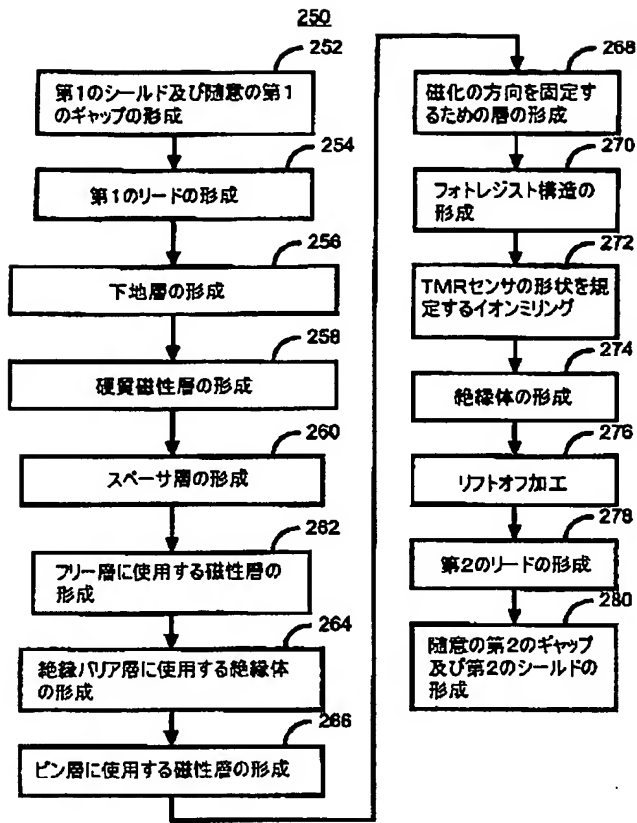 250
252
第1のシールド及び随意の第1
のギャップの形成
254
第1のリードの形成
256
下地層の形成
258
硬質磁性層の形成
260
スペーサ層の形成
262
フリー層に使用する磁性層の
形成
264
絶縁バリア層に使用する絶縁体
の形成
266
ピン層に使用する磁性層の形成
268
磁化の方向を固定す
るための層の形成
270
フォトレジスト構造の
形成
272
TMRセンサの形状を規
定するイオンミリング
274
絶縁体の形成
276
リフトオフ加工
278
第2のリードの形成
280
随意の第2のギャップ
及び第2のシールドの
形成